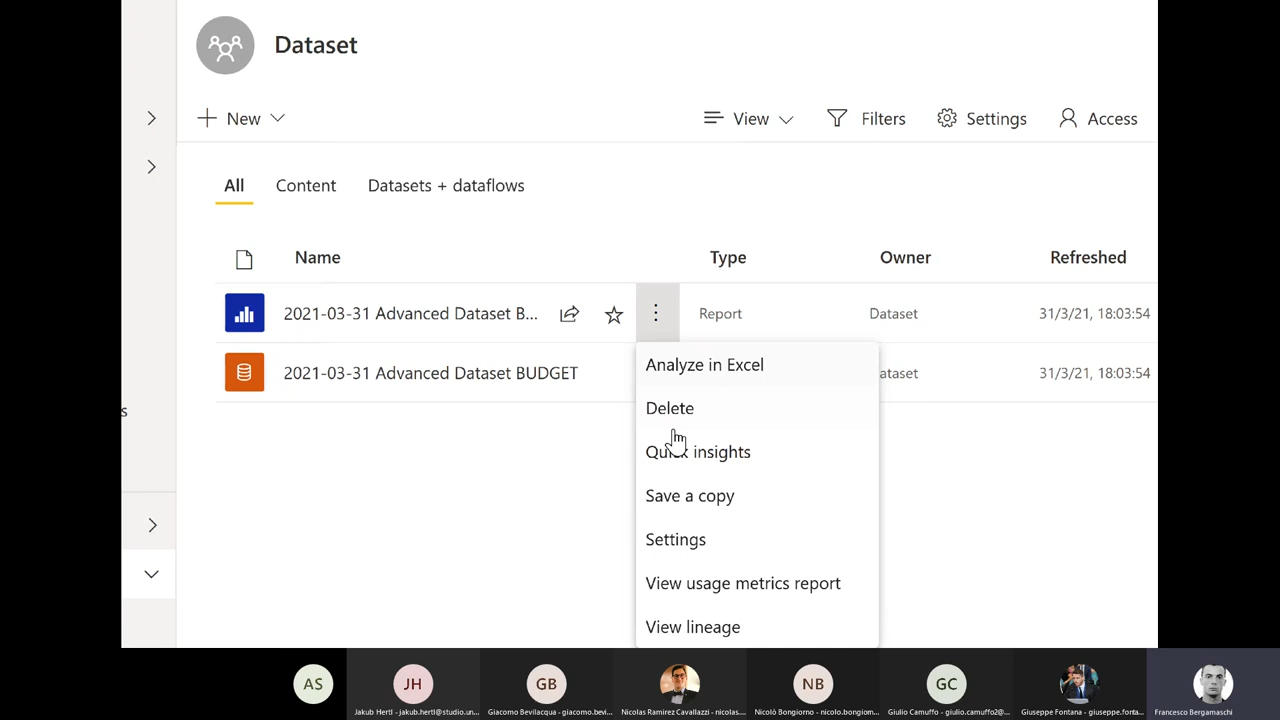 Dataset
New
View
Filters
Settings
Access
All
Content
Datasets + dataflows
Name
Type
Owner
Refreshed
2021-03-31 Advanced Dataset B...
Report
Dataset
31/3/21, 18:03:54
2021-03-31 Advanced Dataset BUDGET
ataset
31/3/21, 18:03:54
Analyze in Excel
Delete
s
Quick insights
Save a copy
Settings
View usage metrics report
View lineage
AS
JH
GB
NB
GC
Jakub Hertl - jakub.hertl@studio.un...
Giacomo Bevilacqua - giacomo.bevi...
Nicolas Ramirez Cavallazzi - nicolas...
Nicolò Bongiorno - nicolo.bongiorn...
Giulio Camuffo - giulio.camuffo2@...
Giuseppe Fontana - giuseppe.fonta...
Francesco Bergamaschi